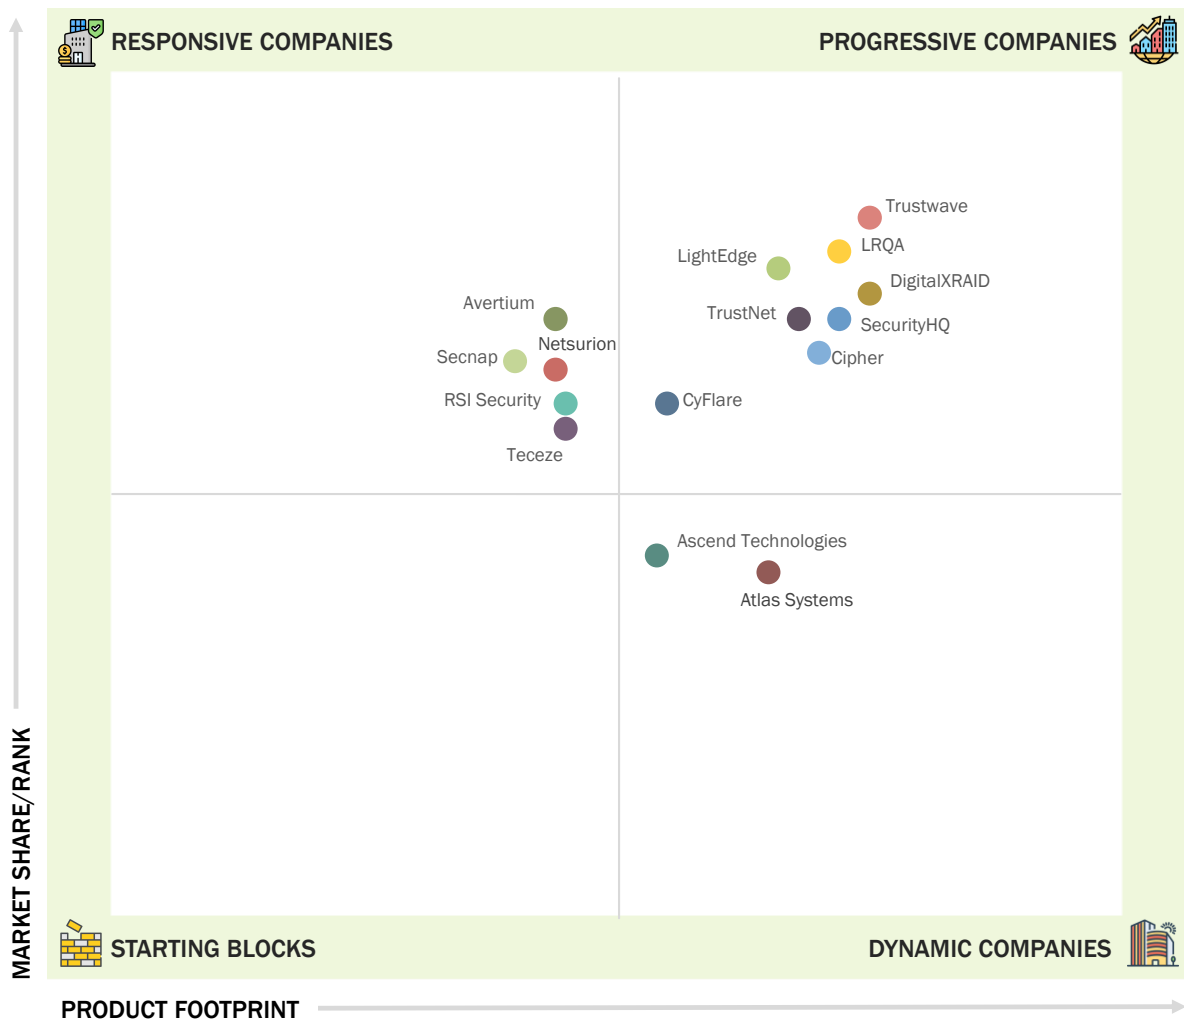 RESPONSIVE COMPANIES
PROGRESSIVE COMPANIES
Trustwave
LRQA
LightEdge
DigitalXRAID
Avertium
TrustNet
SecurityHQ
Netsurion
Secnap
Cipher
RSI Security
CyFlare
Teceze
Ascend Technologies
Atlas Systems
MARKET SHARE/RANK
STARTING BLOCKS
DYNAMIC COMPANIES
PRODUCT FOOTPRINT